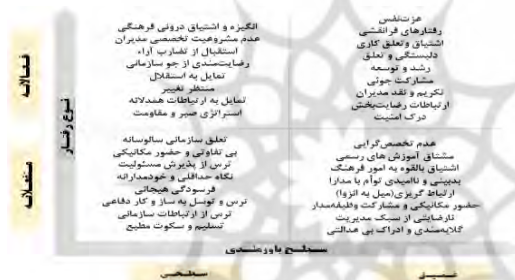 عزت‌نفس
رفتارهای فرانقشی
اشتیاق و تعلق کاری
دلبستگی و تعلق
رشد و توسعه
مشارکت جوئی
تکریم و نقد مدیران
ارتباطات رضایت‌بخش
درک امنیت
انگیزه و اشتیاق درونی فرهنگی
عدم مشروعیت تخصصی مدیران
استقبال از تضارب آراء
رضایت‌مندی از جو سازمانی
تمایل به استقلال
منتظر تغییر
تمایل به ارتباطات همدلانه
استراتژی صبر و مقاومت
فعالانه
نوع رفتار
عدم تخصص‌گرایی
مشتاق آموزش های رسمی
اشتیاق بالقوه به امور فرهنگ
بدبینی و ناامیدی توأم با مدارا
ارتباط گریزی(میل به انزوا)
حضور مکانیکی و مشارکت وظیفه‌مدار
نارضایتی از سبک مدیریت
گلایه‌مندی و ادراک بی عدالتی
تعلق سازمانی سالوسانه
بی تفاوتی و حضور مکانیکی
ترس از پذیرش مسئولیت
نگاه حداقلی و خودمدارانه
فرسودگی هیجانی
ترس و توسل به ساز و کار دفاعی
ترس از ارتباطات سازمانی
تسلیم و سکوت مطیع
منفعلانه
سطح باورمندی
عمیق
سطحی